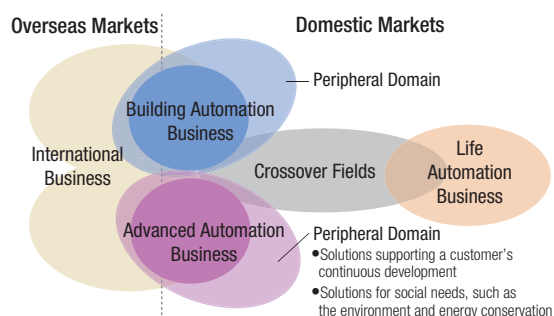 Overseas Markets
Domestic Markets
Peripheral Domain
Building Automation
Business
International
Business
Crossover Fields
Life
Automation
Business
Advanced Automation
Business
Peripheral Domain
●Solutions supporting a customer's
continuous development
●Solutions for social needs, such as
the environment and energy conservation